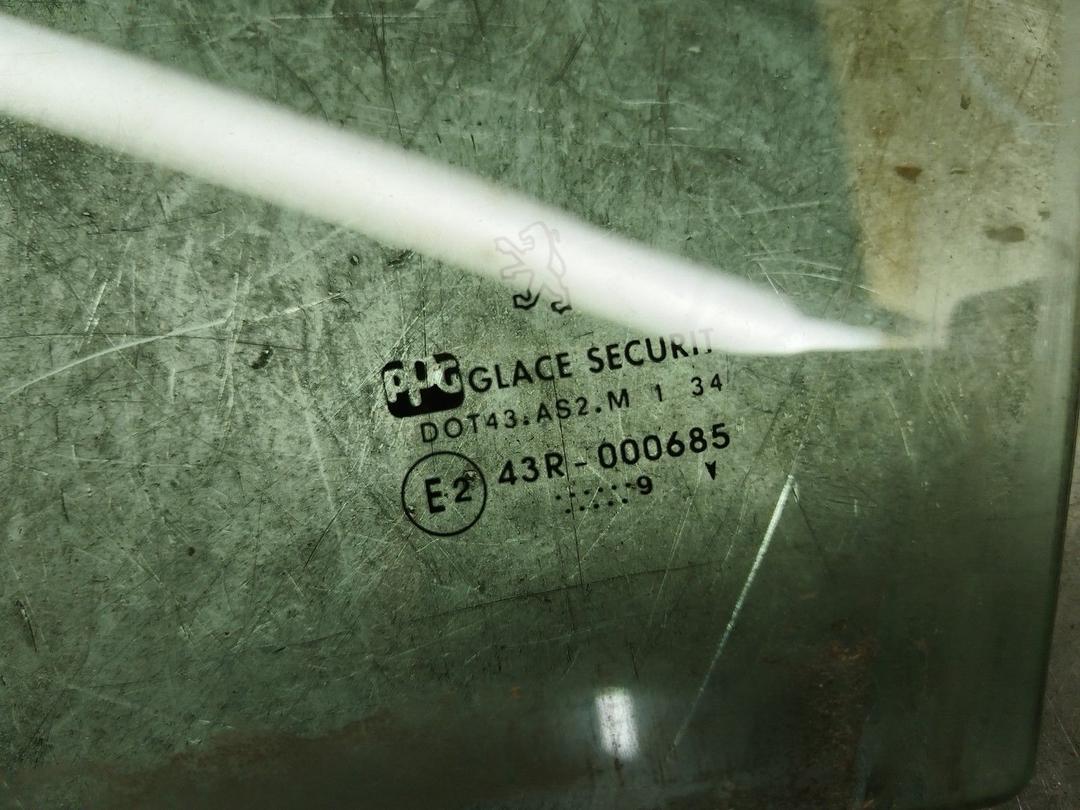 PPG GLACE SECURIT
DOT43.AS2.M 1 34
E2 43R-000685
9